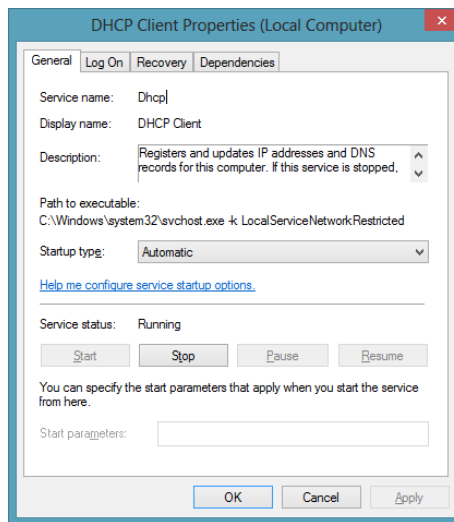 DHCP Client Properties (Local Computer)
General Log On Recovery Dependencies
Service name: Dhcp
Display name: DHCP Client
Description: Registers and updates IP addresses and DNS
records for this computer. If this service is stopped,
Path to executable:
C:\Windows\system32\svchost.exe -k LocalServiceNetworkRestricted
Startup type: Automatic
Help me configure service startup options.
Service status: Running
Start Stop Pause Resume
You can specify the start parameters that apply when you start the service
from here.
Start parameters:
OK Cancel Apply